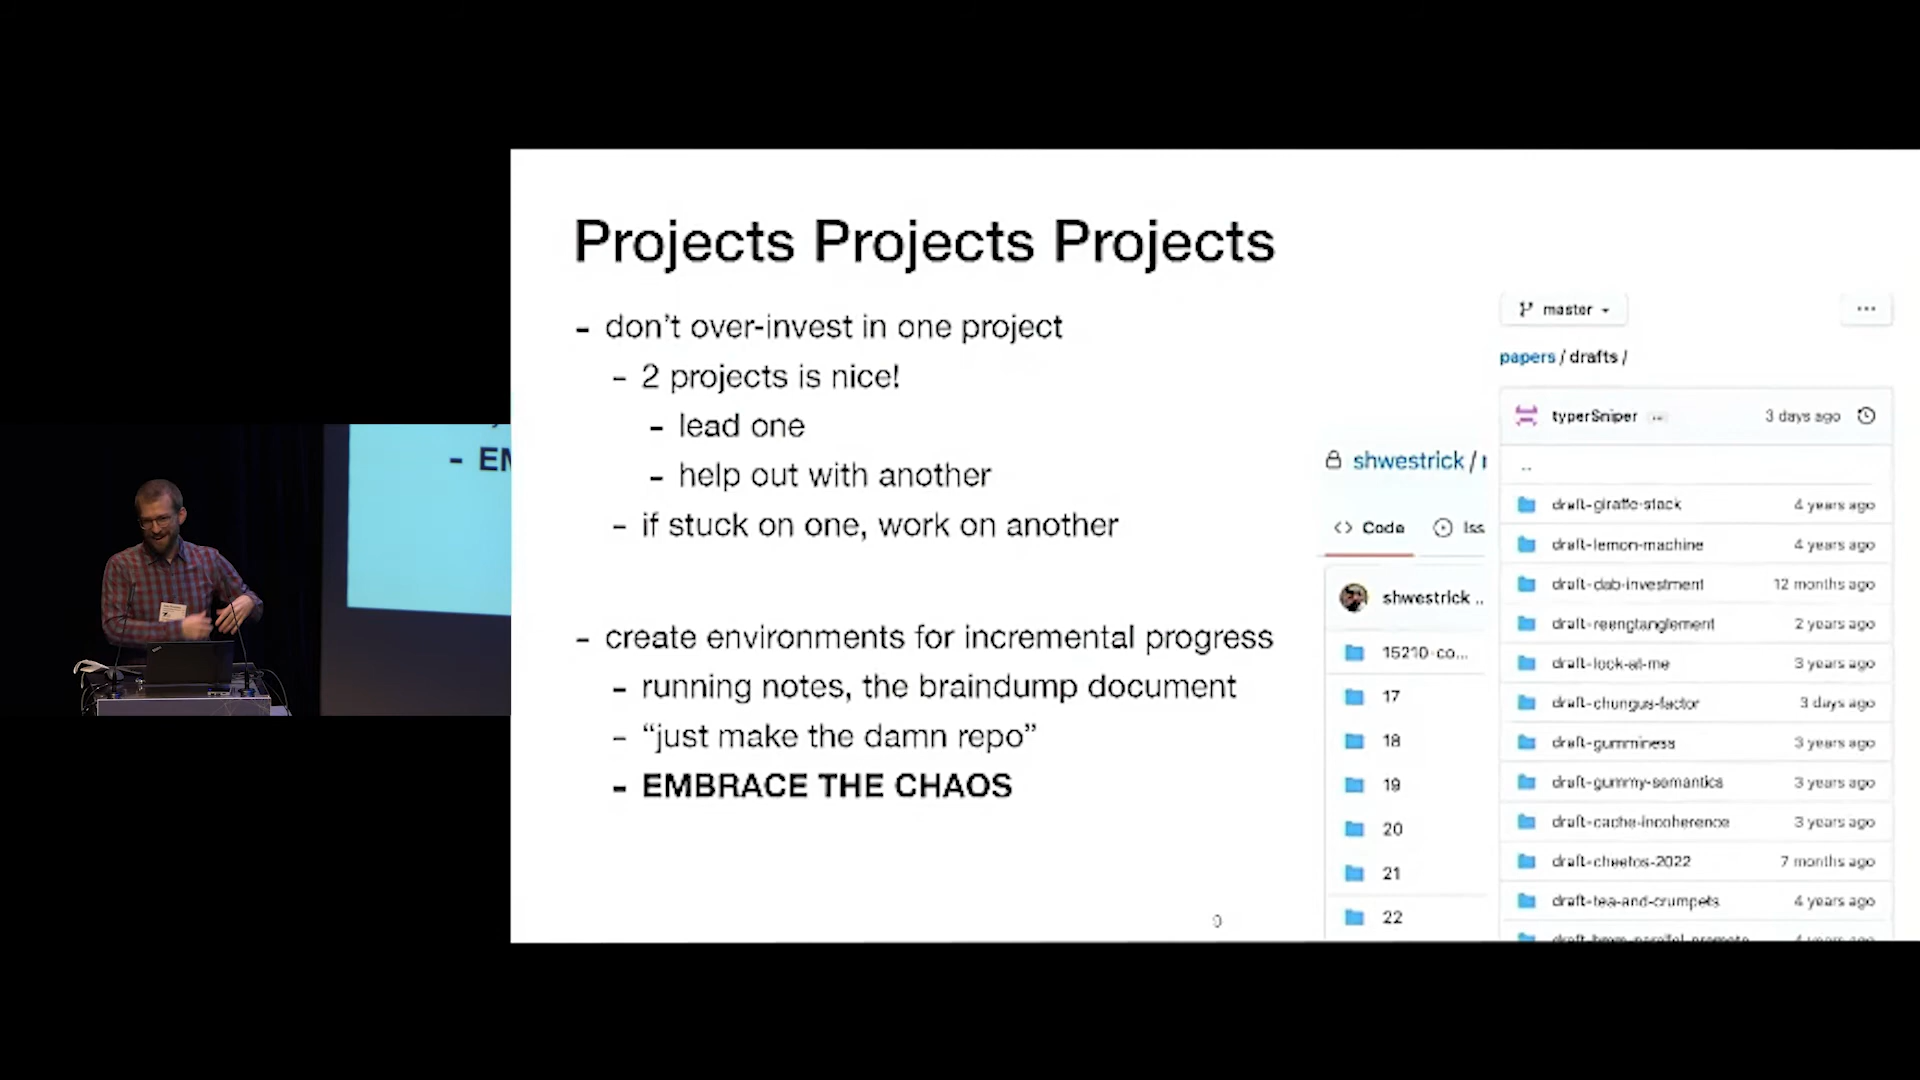 Projects Projects Projects
- don't over-invest in one project
- 2 projects is nice!
- lead one
- help out with another
- if stuck on one, work on another
- create environments for incremental progress
- running notes, the braindump document
- “just make the damn repo”
- EMBRACE THE CHAOS
9
shwestrick /
<> Code
Iss
shwestrick ..
15210-co...
17
18
19
20
21
22
master
...
papers / drafts /
typerSniper ...
3 days ago
..
draft-giraffe-stack 4 years ago
draft-lemon-machine 4 years ago
draft-dab-investment 12 months ago
draft-reengtanglement 2 years ago
draft-look-at-me 3 years ago
draft-chungus-factor 3 days ago
draft-gumminess 3 years ago
draft-gummy-semantics 3 years ago
draft-cache-incoherence 3 years ago
draft-cheetos-2022 7 months ago
draft-tea-and-crumpets 4 years ago
- EM